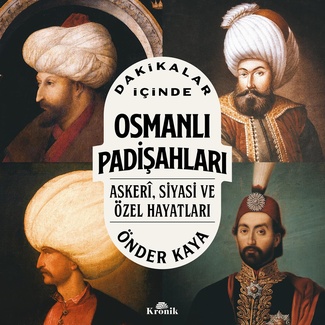 DAKİKALAR
İÇİNDE
OSMANLI
PADİŞAHLARI
ASKERÎ, SİYASİ VE
ÖZEL HAYATLARI
ÖNDER KAYA
Kronik